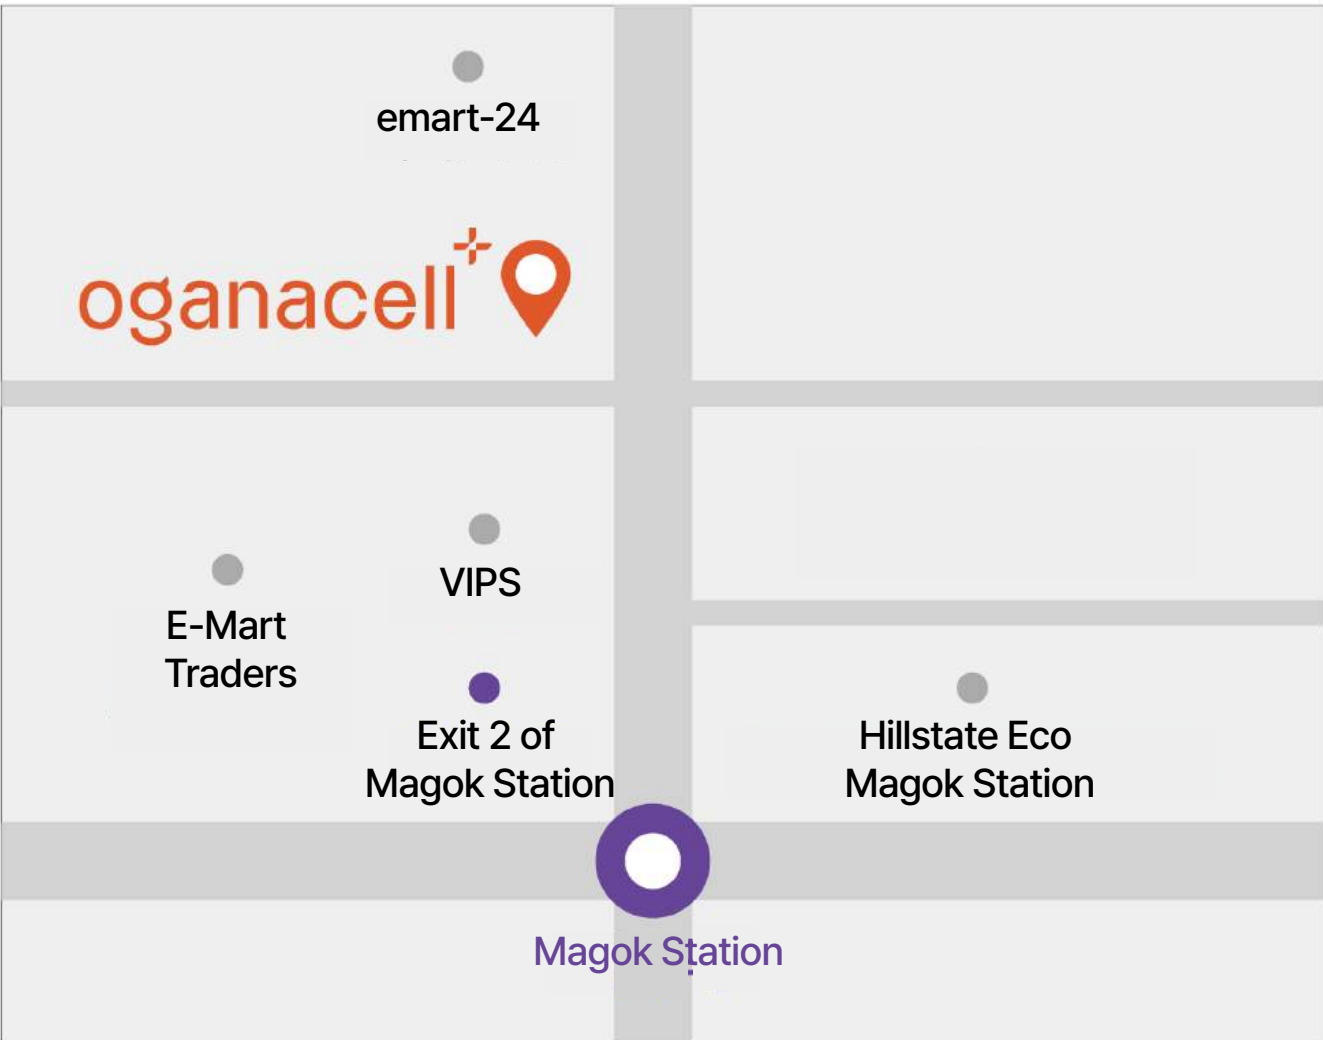 emart-24
oganacell
VIPS
E-Mart
Traders
Exit 2 of
Magok Station
Hillstate Eco
Magok Station
Magok Station